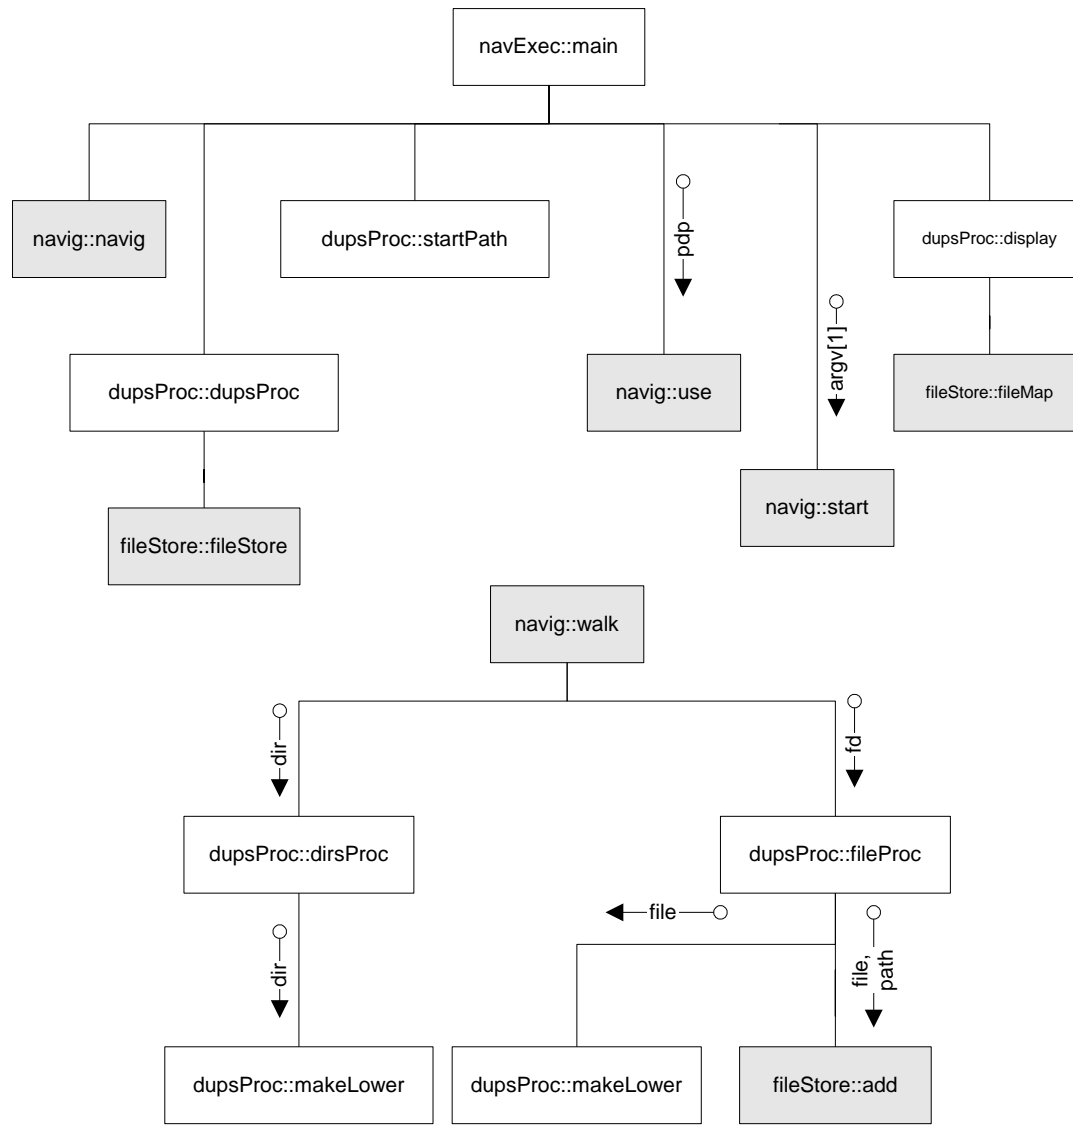 navExec::main
navig::navig
dupsProc::startPath
pdp
dupsProc::display
argv[1]
dupsProc::dupsProc
navig::use
fileStore::fileMap
navig::start
fileStore::fileStore
navig::walk
dir
fd
dupsProc::dirsProc
dupsProc::fileProc
file
dir
file,
path
dupsProc::makeLower
dupsProc::makeLower
fileStore::add